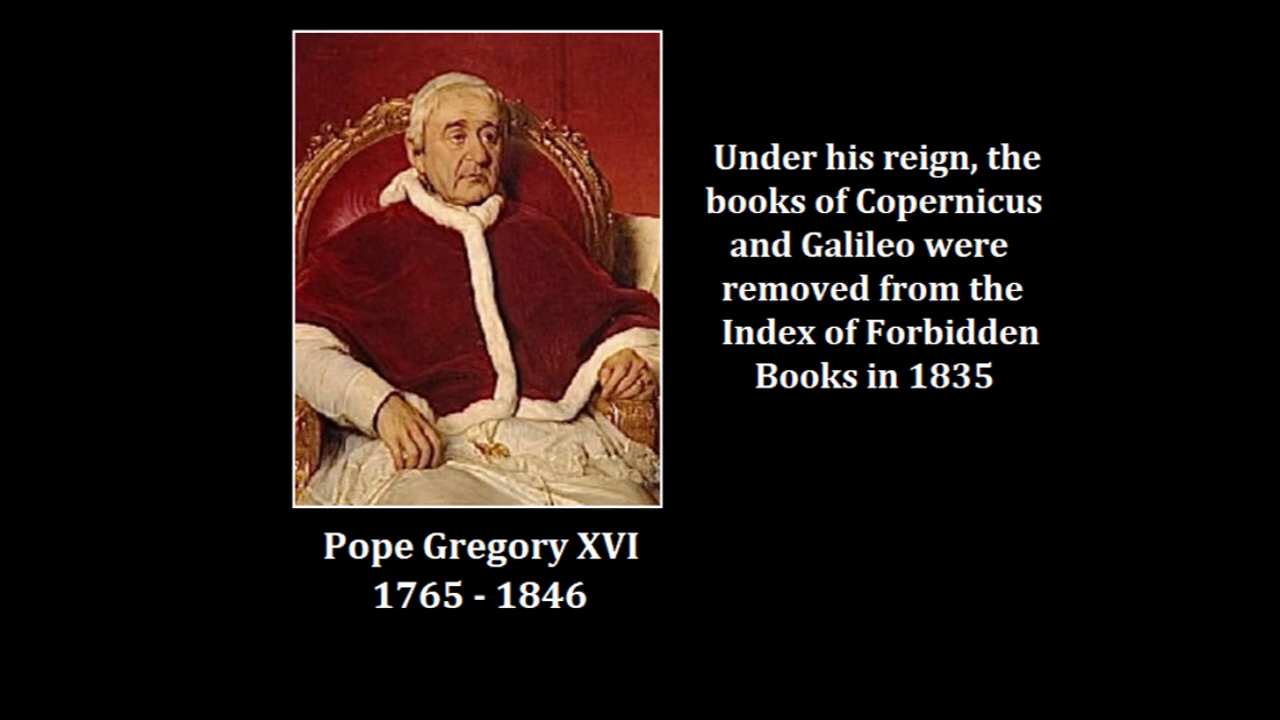 Under his reign, the
books of Copernicus
and Galileo were
removed from the
Index of Forbidden
Books in 1835
Pope Gregory XVI
1765 - 1846